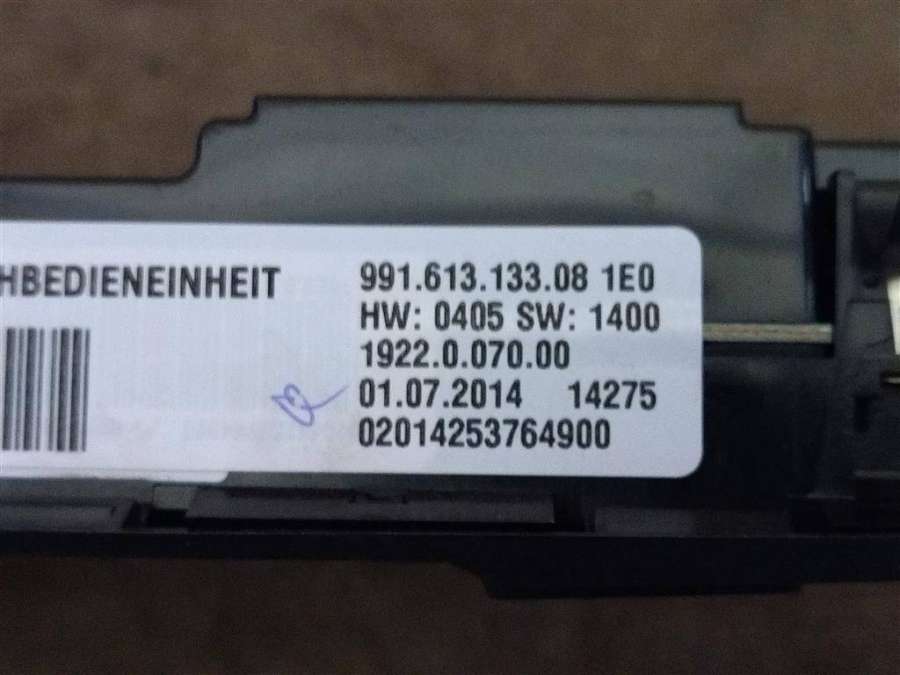 HBEDIENEINHEIT
991.613.133.08 1E0
HW: 0405 SW: 1400
1922.0.070.00
01.07.2014 14275
02014253764900